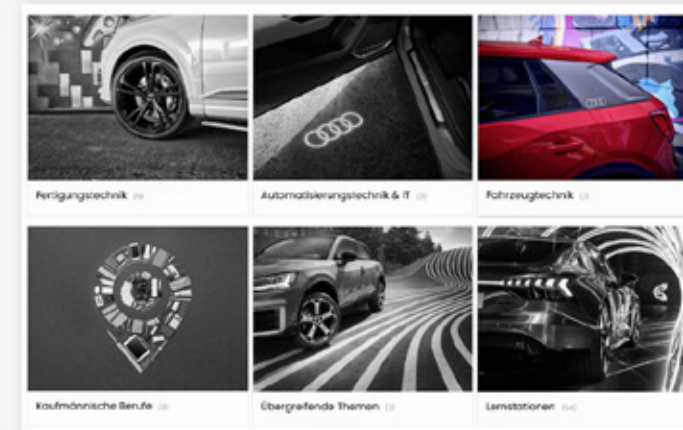 Fertigungstechnik
Automatisierungstechnik & IT
Fahrzeugtechnik
Kaufmännische Berufe
Übergreifende Themen
Lernstationen